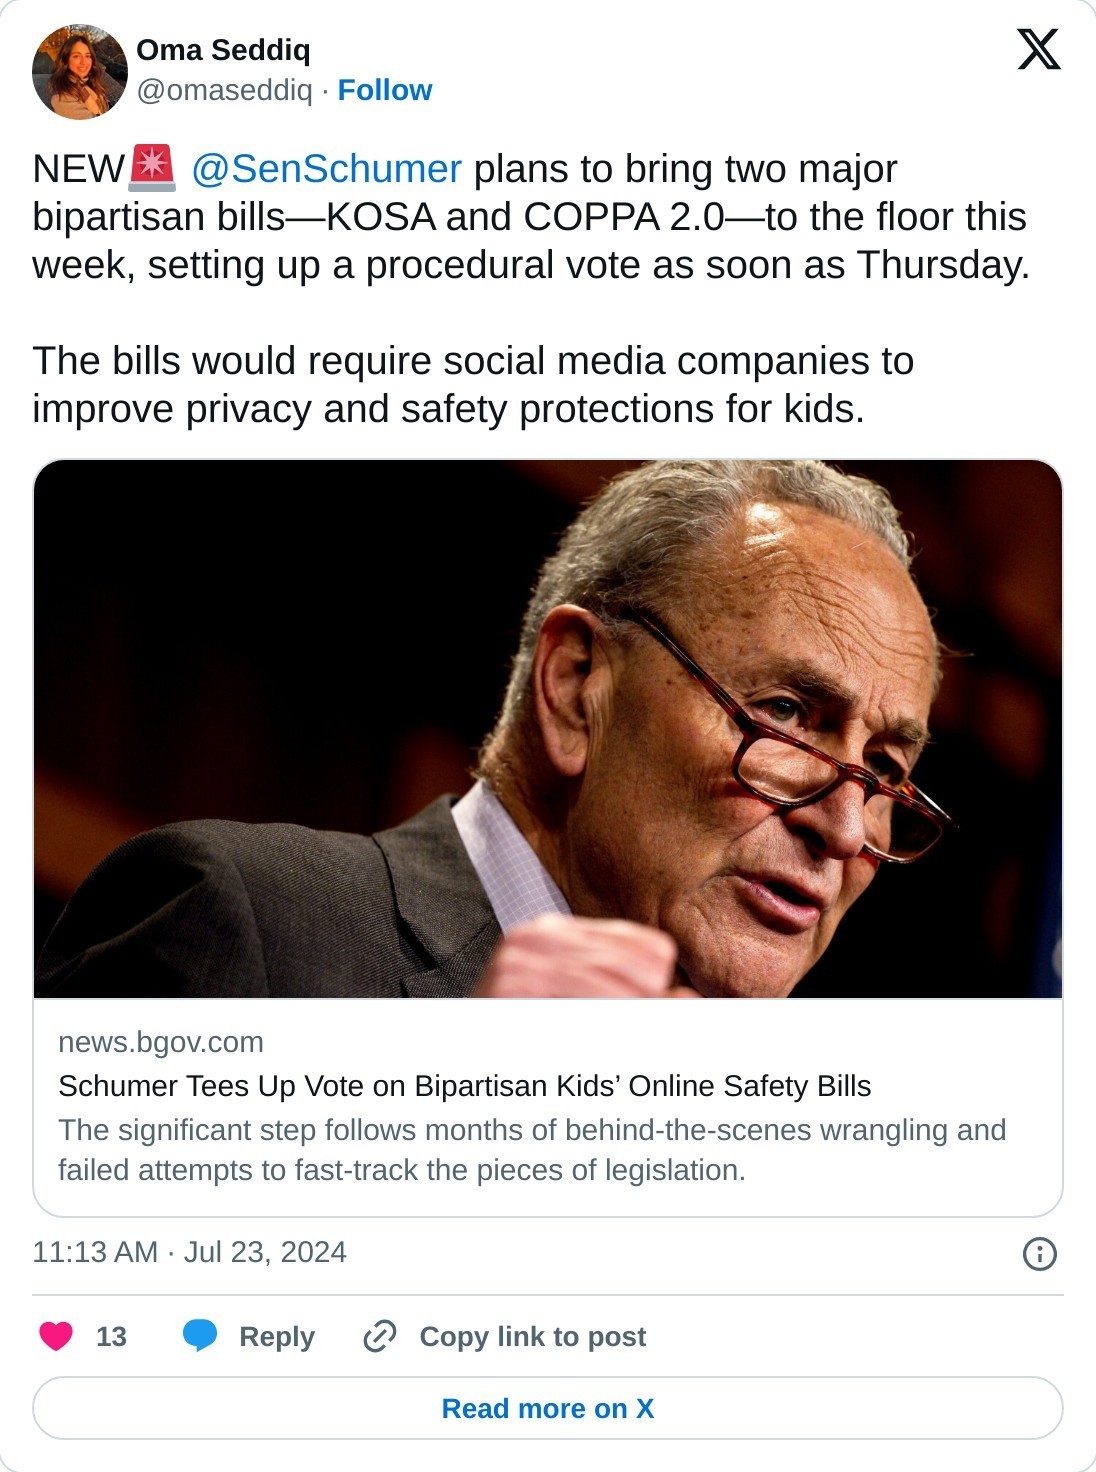 Oma Seddiq
@omaseddiq · Follow
NEW🚨 @SenSchumer plans to bring two major
bipartisan bills—KOSA and COPPA 2.0—to the floor this
week, setting up a procedural vote as soon as Thursday.
The bills would require social media companies to
improve privacy and safety protections for kids.
news.bgov.com
Schumer Tees Up Vote on Bipartisan Kids’ Online Safety Bills
The significant step follows months of behind-the-scenes wrangling and
failed attempts to fast-track the pieces of legislation.
11:13 AM · Jul 23, 2024
13 Reply Copy link to post
Read more on X